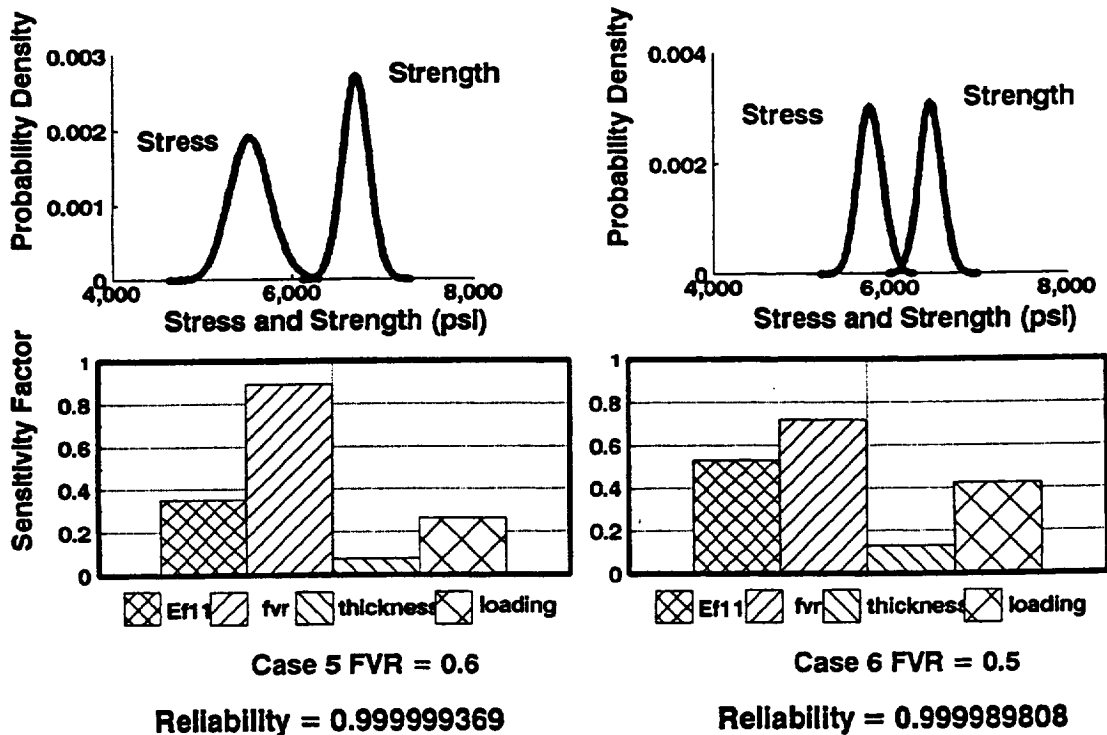 Probability Density
0.003
0.002
0.001
0
Stress
Strength
4,000 6,000 8,000
Stress and Strength (psi)
Probability Density
0.004
0.002
0
Stress
Strength
4,000 6,000 8,000
Stress and Strength (psi)
Sensitivity Factor
1
0.8
0.6
0.4
0.2
0
Ef11 fvr thickness loading
1
0.8
0.6
0.4
0.2
0
Ef11 fvr thickness loading
Case 5 FVR = 0.6
Reliability = 0.999999369
Case 6 FVR = 0.5
Reliability = 0.999989808